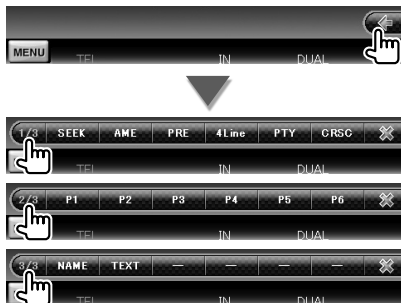 MENU TEL IN DUAL
1/3 SEEK AME PRE 4Line PTY CRSC
TEL IN DUAL
2/3 P1 P2 P3 P4 P5 P6
TEL IN DUAL
3/3 NAME TEXT — — — —
TEL IN DUAL